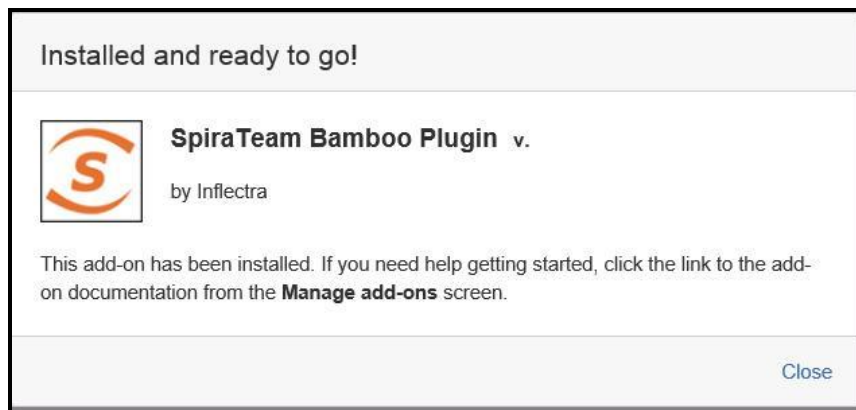 Installed and ready to go!
S
SpiraTeam Bamboo Plugin v.
by Inflectra
This add-on has been installed. If you need help getting started, click the link to the add-
on documentation from the Manage add-ons screen.
Close